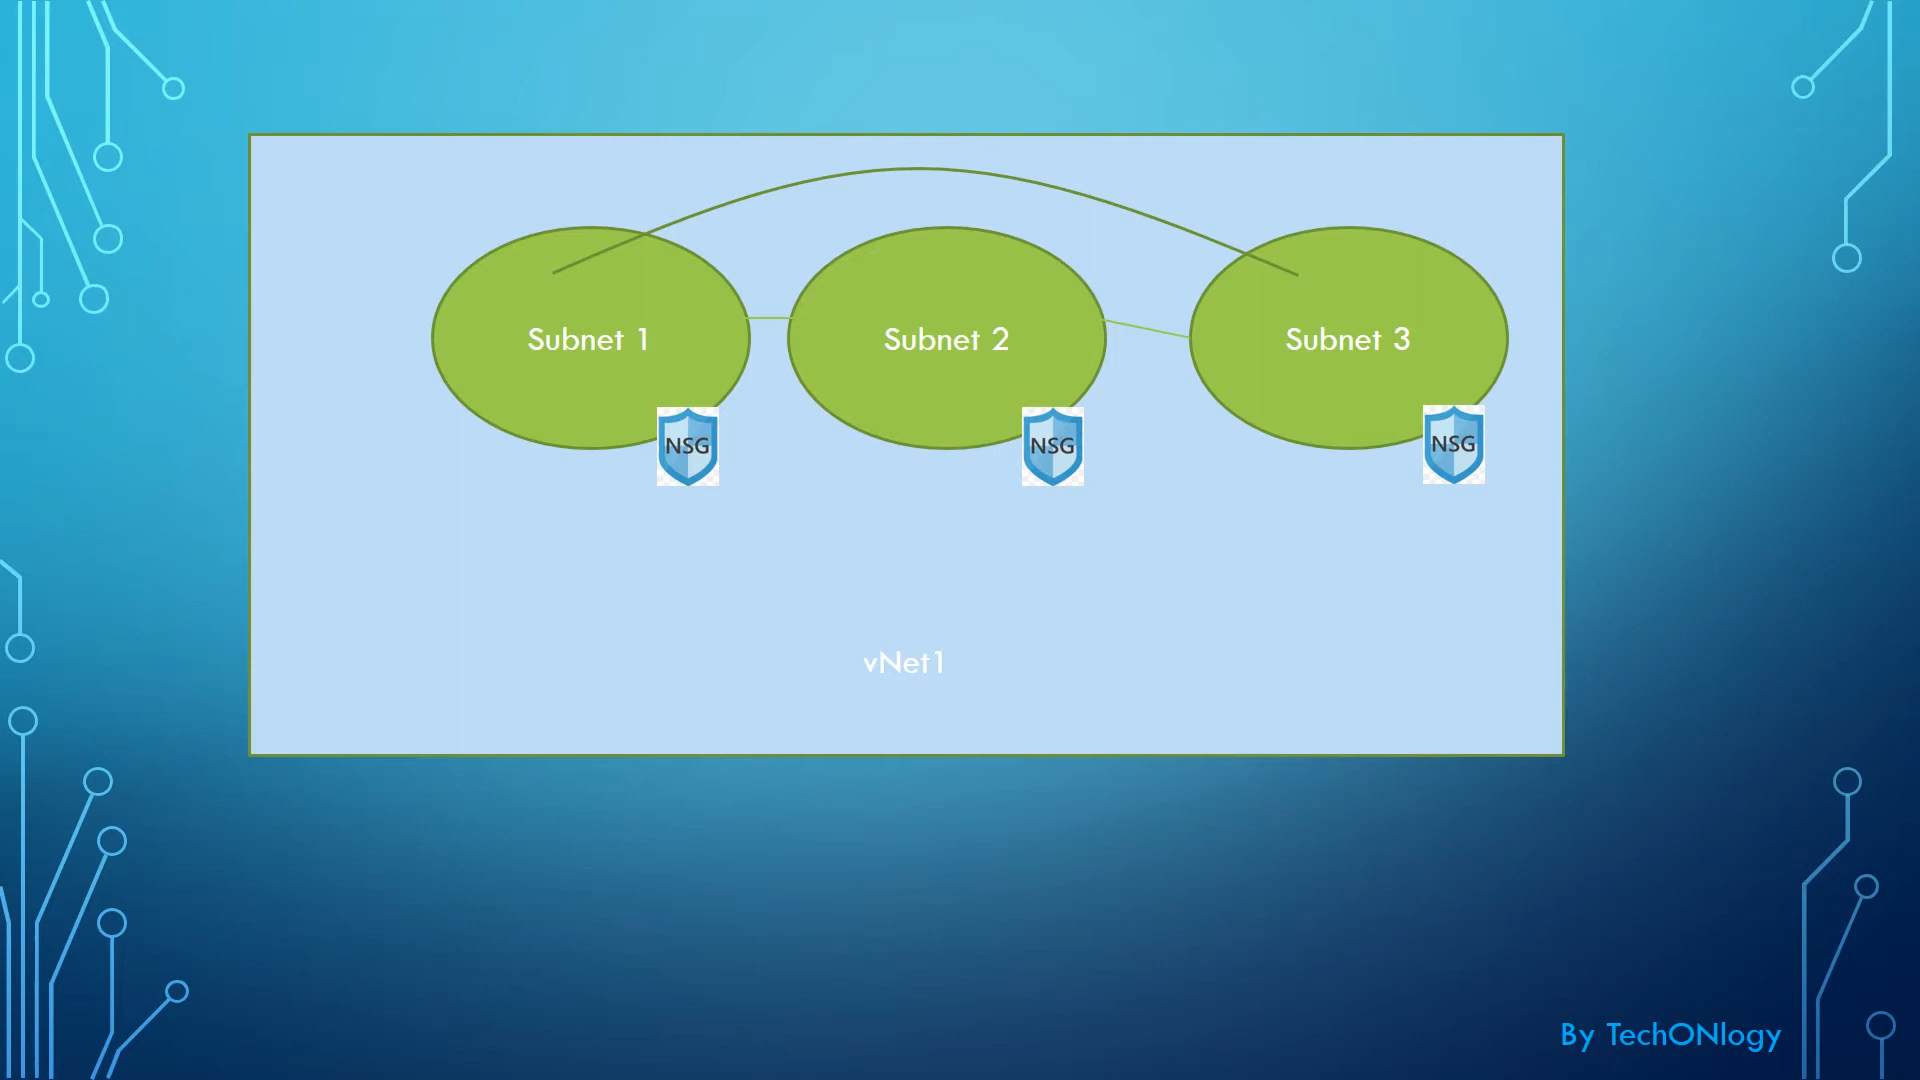 Subnet 1
Subnet 2
Subnet 3
NSG
NSG
NSG
vNet1
By TechONlogy